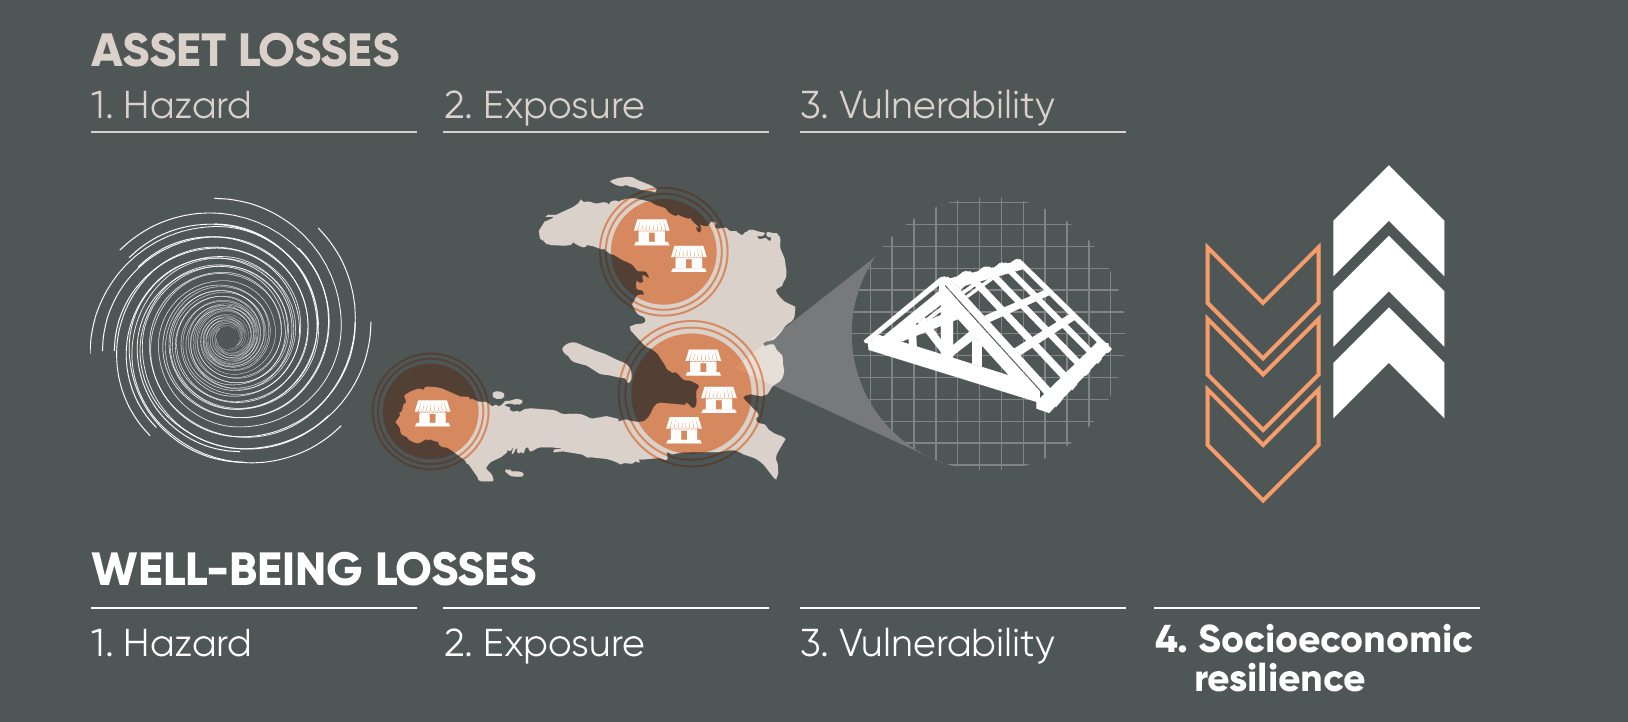 ASSET LOSSES
1. Hazard
2. Exposure
3. Vulnerability
WELL-BEING LOSSES
1. Hazard
2. Exposure
3. Vulnerability
4. Socioeconomic
resilience